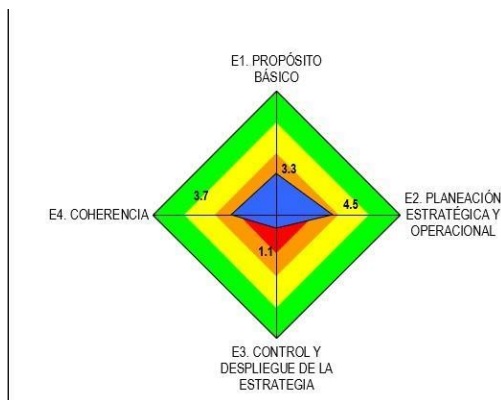 E1. PROPÓSITO
BÁSICO
3.3
3.7
4.5
E4. COHERENCIA
E2. PLANEACIÓN
ESTRATÉGICA Y
OPERACIONAL
1.1
E3. CONTROL Y
DESPLIEGUE DE LA
ESTRATEGIA